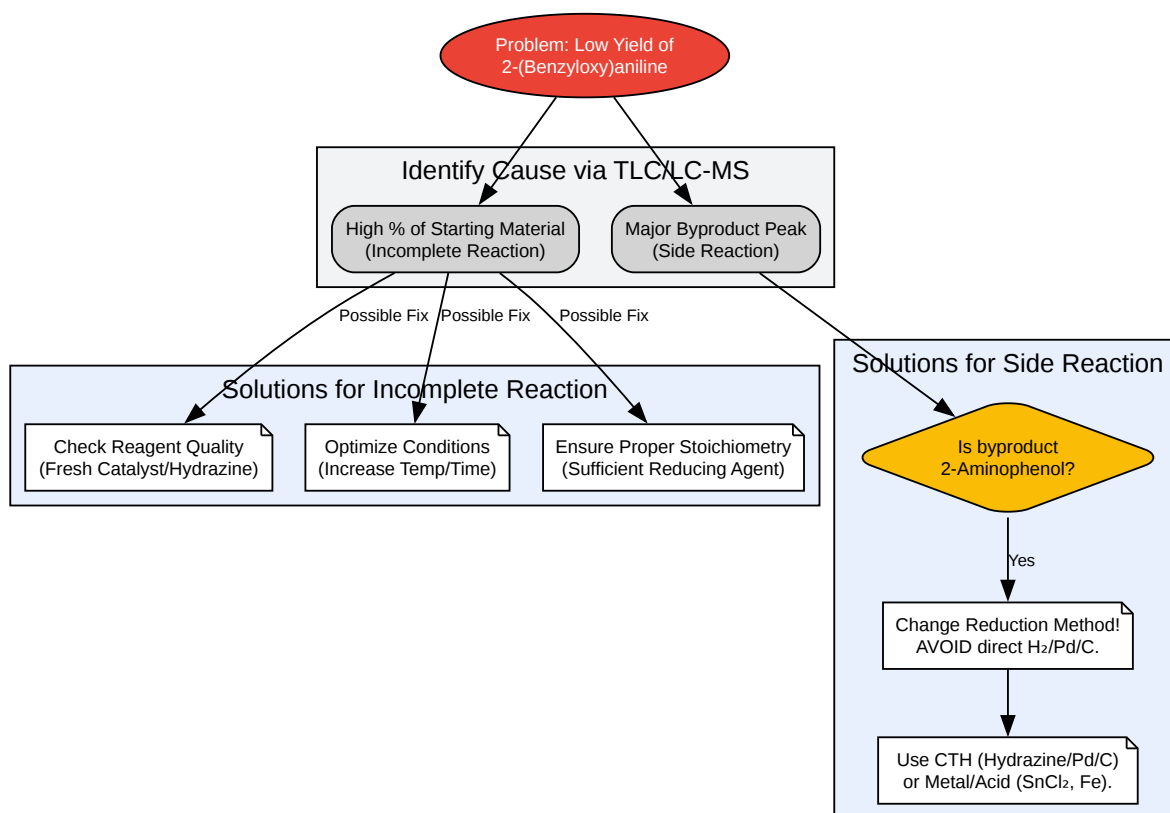 Problem: Low Yield of
2-(Benzyloxy)aniline
Identify Cause via TLC/LC-MS
High % of Starting Material
(Incomplete Reaction)
Major Byproduct Peak
(Side Reaction)
Possible Fix
Possible Fix
Possible Fix
Solutions for Incomplete Reaction
Check Reagent Quality
(Fresh Catalyst/Hydrazine)
Optimize Conditions
(Increase Temp/Time)
Ensure Proper Stoichiometry
(Sufficient Reducing Agent)
Solutions for Side Reaction
Is byproduct
2-Aminophenol?
Yes
Change Reduction Method!
AVOID direct H₂/Pd/C.
Use CTH (Hydrazine/Pd/C)
or Metal/Acid (SnCl₂, Fe).